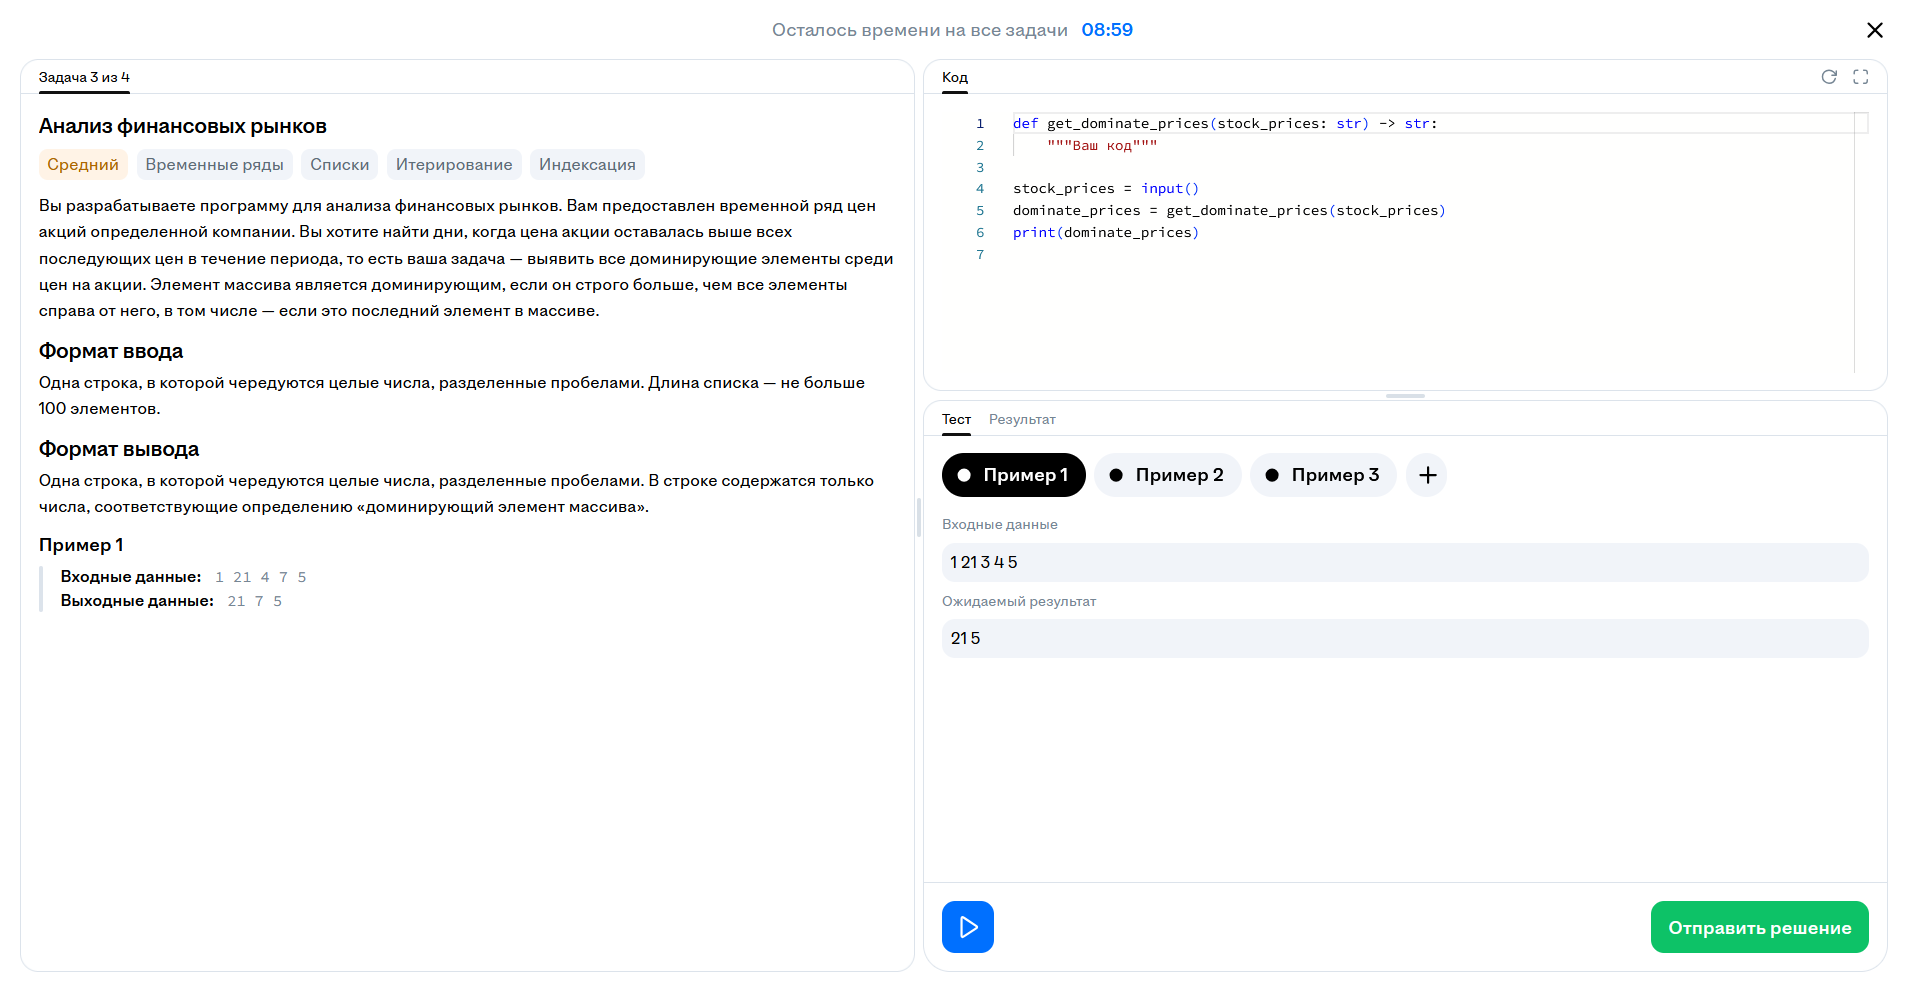 Осталось времени на все задачи 08:59
Задача 3 из 4
Анализ финансовых рынков
Средний Временные ряды Списки Итерирование Индексация
Вы разрабатываете программу для анализа финансовых рынков. Вам предоставлен временной ряд цен
акций определенной компании. Вы хотите найти дни, когда цена акции оставалась выше всех
последующих цен в течение периода, то есть ваша задача — выявить все доминирующие элементы среди
цен на акции. Элемент массива является доминирующим, если он строго больше, чем все элементы
справа от него, в том числе — если это последний элемент в массиве.
Формат ввода
Одна строка, в которой чередуются целые числа, разделенные пробелами. Длина списка — не больше
100 элементов.
Формат вывода
Одна строка, в которой чередуются целые числа, разделенные пробелами. В строке содержатся только
числа, соответствующие определению «доминирующий элемент массива».
Пример 1
Входные данные: 1 21 4 7 5
Выходные данные: 21 7 5
Код
1 def get_dominate_prices(stock_prices: str) -> str:
2     """Ваш код"""
3
4 stock_prices = input()
5 dominate_prices = get_dominate_prices(stock_prices)
6 print(dominate_prices)
7
Тест Результат
Пример 1 Пример 2 Пример 3
Входные данные
1 21 3 4 5
Ожидаемый результат
21 5
Отправить решение